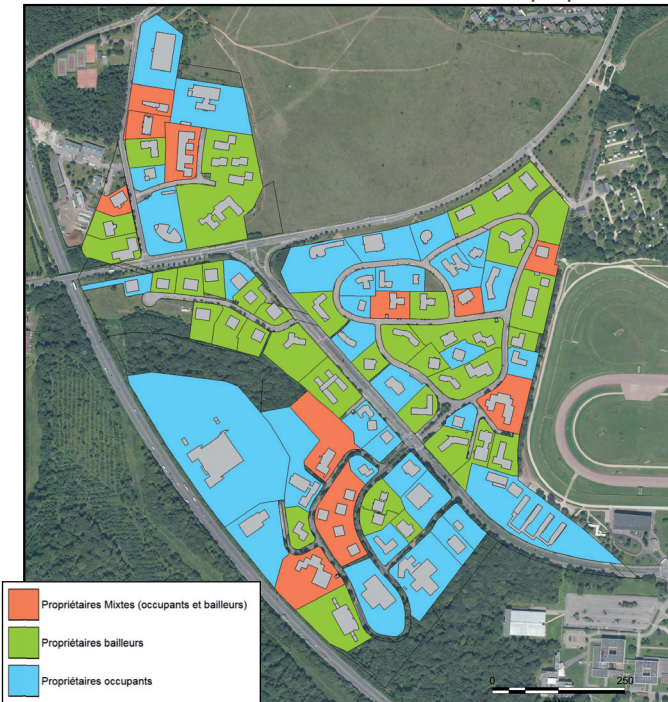 Propriétaires Mixtes (occupants et bailleurs)
Propriétaires bailleurs
Propriétaires occupants
0 250